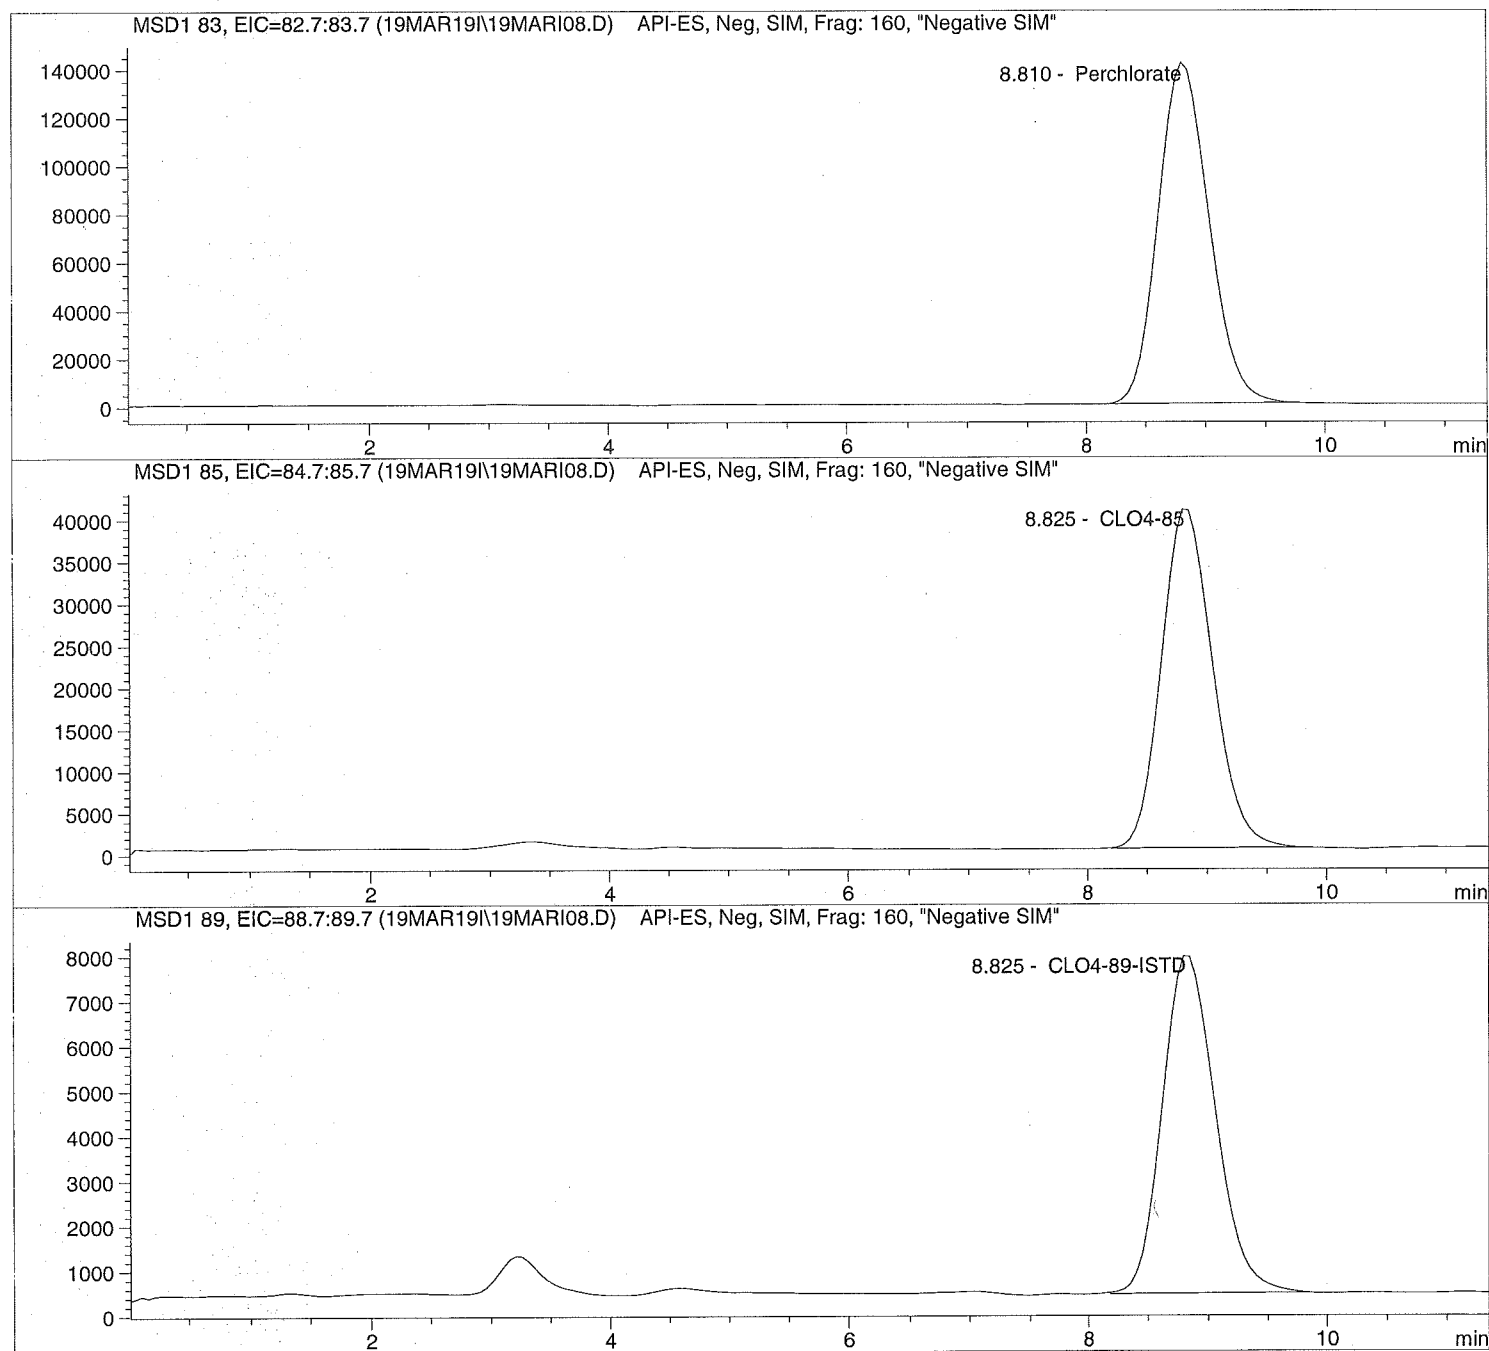 MSD1 83, EIC=82.7:83.7 (19MAR19I\19MARI08.D) API-ES, Neg, SIM, Frag: 160, "Negative SIM"
8.810 - Perchlorate
140000
120000
100000
80000
60000
40000
20000
0
2 4 6 8 10 min
MSD1 85, EIC=84.7:85.7 (19MAR19I\19MARI08.D) API-ES, Neg, SIM, Frag: 160, "Negative SIM"
8.825 - CLO4-85
40000
35000
30000
25000
20000
15000
10000
5000
0
2 4 6 8 10 min
MSD1 89, EIC=88.7:89.7 (19MAR19I\19MARI08.D) API-ES, Neg, SIM, Frag: 160, "Negative SIM"
8.825 - CLO4-89-ISTD
8000
7000
6000
5000
4000
3000
2000
1000
0
2 4 6 8 10 min